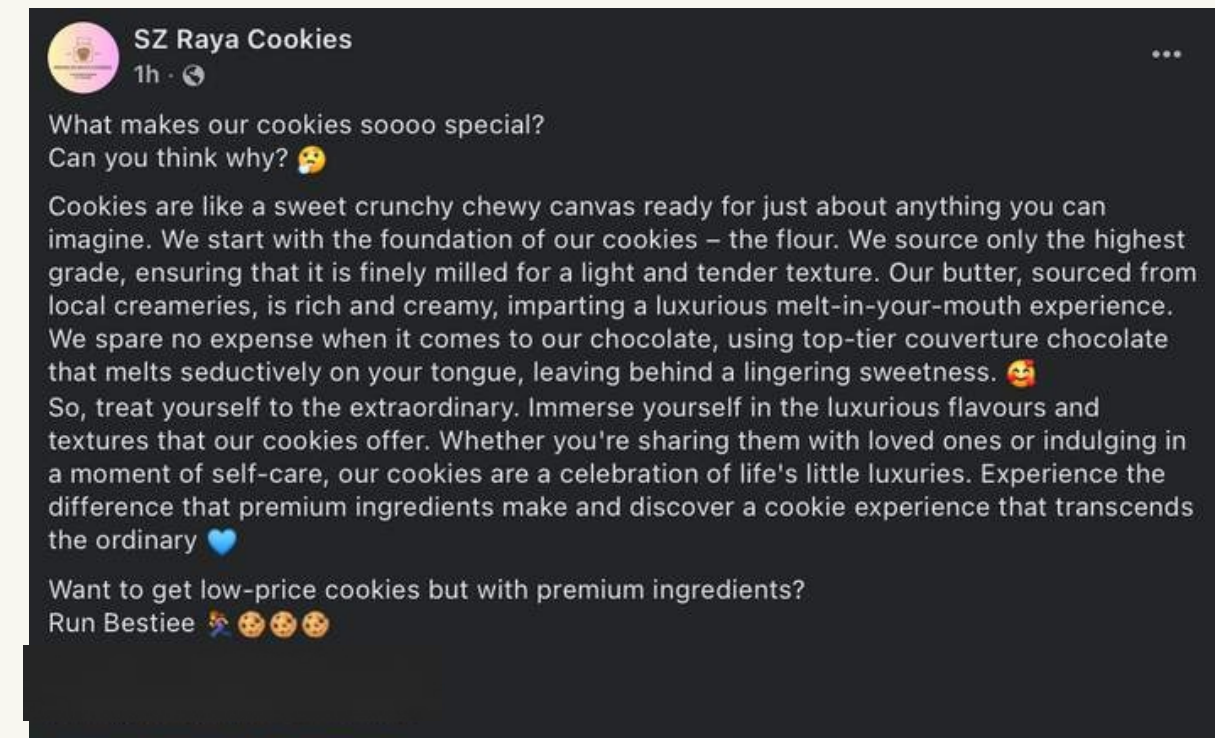 SZ Raya Cookies
1h ·
What makes our cookies soooo special?
Can you think why? 🤔
Cookies are like a sweet crunchy chewy canvas ready for just about anything you can
imagine. We start with the foundation of our cookies – the flour. We source only the highest
grade, ensuring that it is finely milled for a light and tender texture. Our butter, sourced from
local creameries, is rich and creamy, imparting a luxurious melt-in-your-mouth experience.
We spare no expense when it comes to our chocolate, using top-tier couverture chocolate
that melts seductively on your tongue, leaving behind a lingering sweetness. 🥰
So, treat yourself to the extraordinary. Immerse yourself in the luxurious flavours and
textures that our cookies offer. Whether you're sharing them with loved ones or indulging in
a moment of self-care, our cookies are a celebration of life's little luxuries. Experience the
difference that premium ingredients make and discover a cookie experience that transcends
the ordinary 💙
Want to get low-price cookies but with premium ingredients?
Run Bestiee 🏃🍪🍪🍪